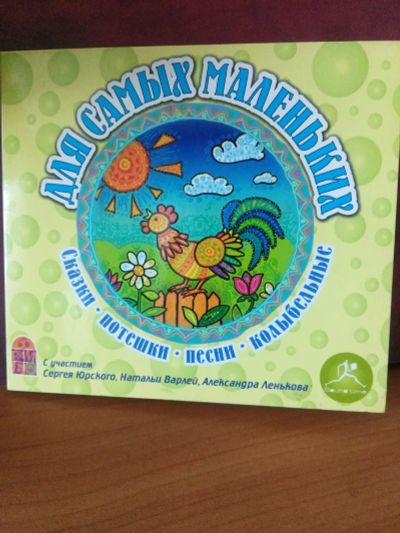 ДЛЯ САМЫХ МАЛЕНЬКИХ
Сказки • потешки • песни • колыбельные
С участием
Сергея Юрского, Натальи Варлей, Александра Ленькова